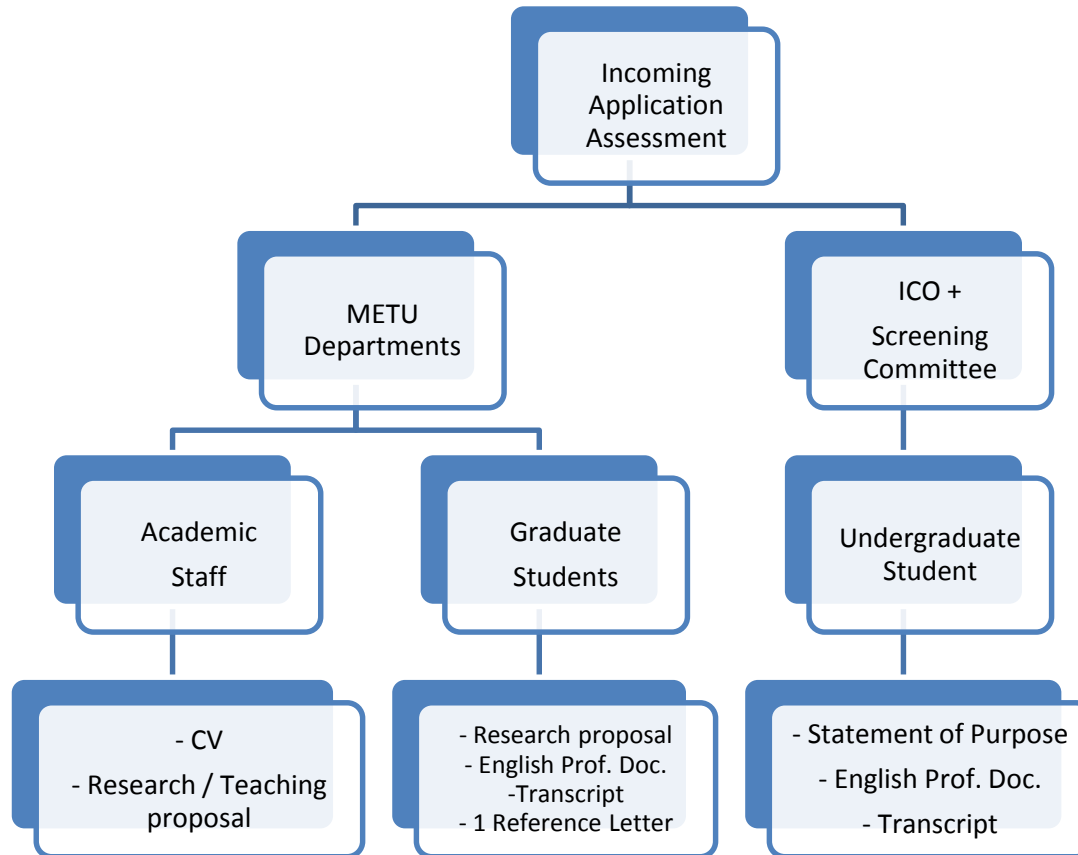 Incoming
Application
Assessment
METU
Departments
ICO +
Screening
Committee
Academic
Staff
Graduate
Students
Undergraduate
Student
- CV
- Research / Teaching
proposal
- Research proposal
- English Prof. Doc.
-Transcript
- 1 Reference Letter
- Statement of Purpose
- English Prof. Doc.
- Transcript